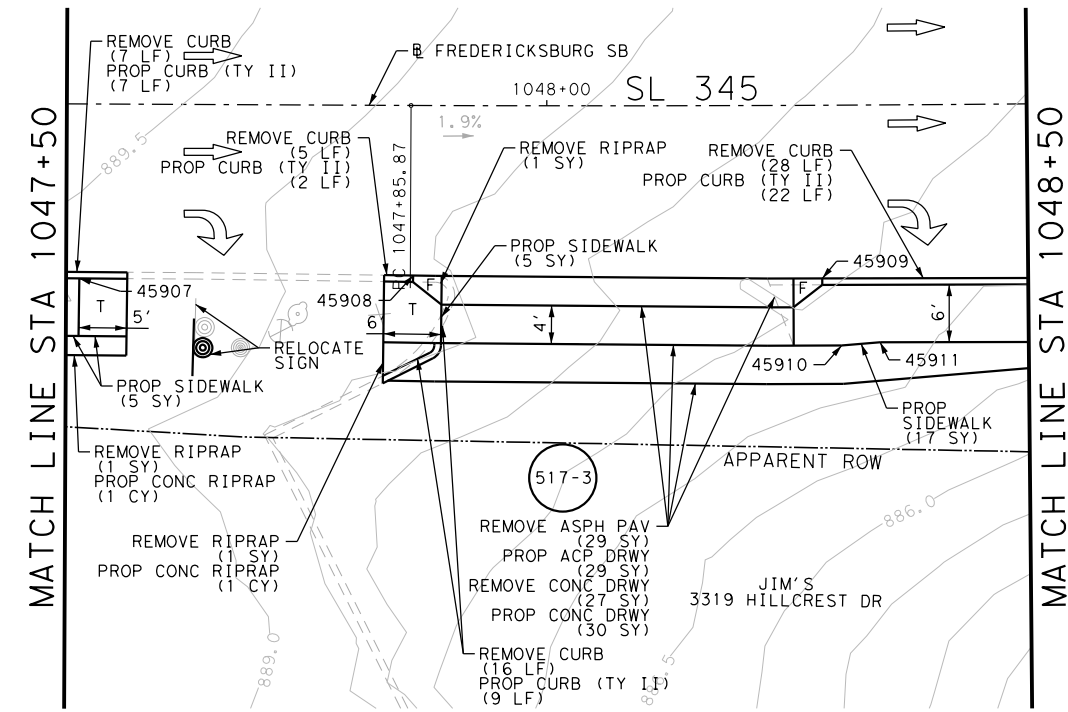 REMOVE CURB
(7 LF)
PROP CURB (TY II)
(7 LF)
℄ FREDERICKSBURG SB
1048+00
SL 345
889.5
1.9%
REMOVE CURB
(5 LF)
PROP CURB (TY II)
(2 LF)
1047+85.87
REMOVE RIPRAP
(1 SY)
REMOVE CURB
(28 LF)
PROP CURB (TY II)
(22 LF)
MATCH LINE STA 1047+50
MATCH LINE STA 1048+50
PROP SIDEWALK
(5 SY)
45909
45907
T
5'
45908
F
T
6'
4'
F
6'
RELOCATE
SIGN
45910
45911
PROP SIDEWALK
(5 SY)
PROP
SIDEWALK
(17 SY)
REMOVE RIPRAP
(1 SY)
PROP CONC RIPRAP
(1 CY)
APPARENT ROW
517-3
886.0
REMOVE RIPRAP
(1 SY)
PROP CONC RIPRAP
(1 CY)
REMOVE ASPH PAV
(29 SY)
PROP ACP DRWY
(29 SY)
REMOVE CONC DRWY
(27 SY)
PROP CONC DRWY
(30 SY)
JIM'S
3319 HILLCREST DR
889.0
REMOVE CURB
(16 LF)
PROP CURB (TY II)
(9 LF)